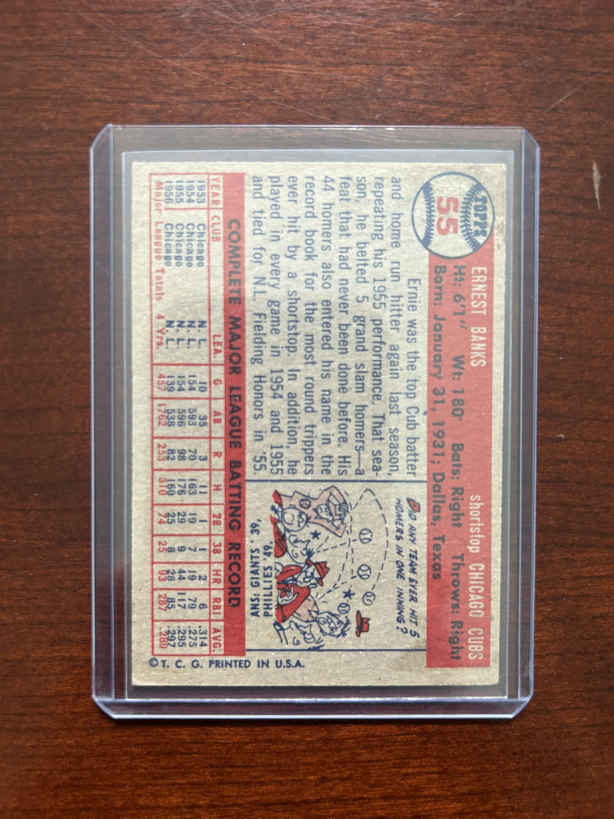 TOPPS
55
ERNEST BANKS shortstop CHICAGO CUBS
Ht: 6'1" Wt: 180 Bats: Right Throws: Right
Born: January 31, 1931; Dallas, Texas
Ernie was the top Cub batter
and home run hitter again last season,
repeating his 1955 performance. That sea-
son, he belted 5 grand slam homers—a
feat that had never been done before. His
44 homers also entered his name in the
record book for the most round trippers
ever hit by a shortstop. In addition, he
played in every game in 1954 and 1955
and tied for N.L. Fielding Honors in '55.
DID ANY TEAM EVER HIT 5
HOMERS IN ONE INNING?
ANS: GIANTS '39,
PHILLIES '49
COMPLETE MAJOR LEAGUE BATTING RECORD
YEAR CLUB LEA. G AB R H 2B 3B HR RBI AVG.
1953 Chicago N. L. 10 35 3 11 1 1 2 6 .314
1954 Chicago N. L. 154 593 70 163 19 7 19 79 .275
1955 Chicago N. L. 154 596 98 176 29 9 44 117 .295
1956 Chicago N. L. 139 538 82 160 25 8 28 85 .297
Major League Totals 4 Yrs. 457 1762 253 510 74 25 93 287
© T. C. G. PRINTED IN U.S.A.